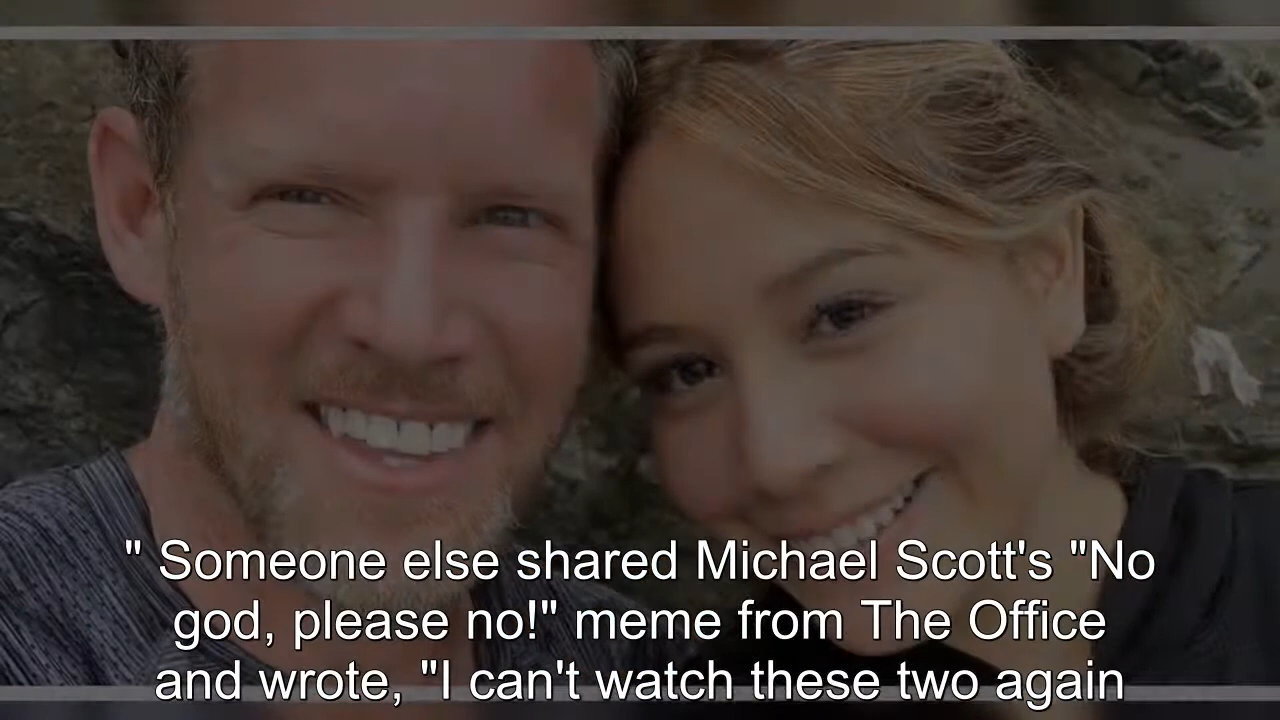 " Someone else shared Michael Scott's "No
god, please no!" meme from The Office
and wrote, "I can't watch these two again